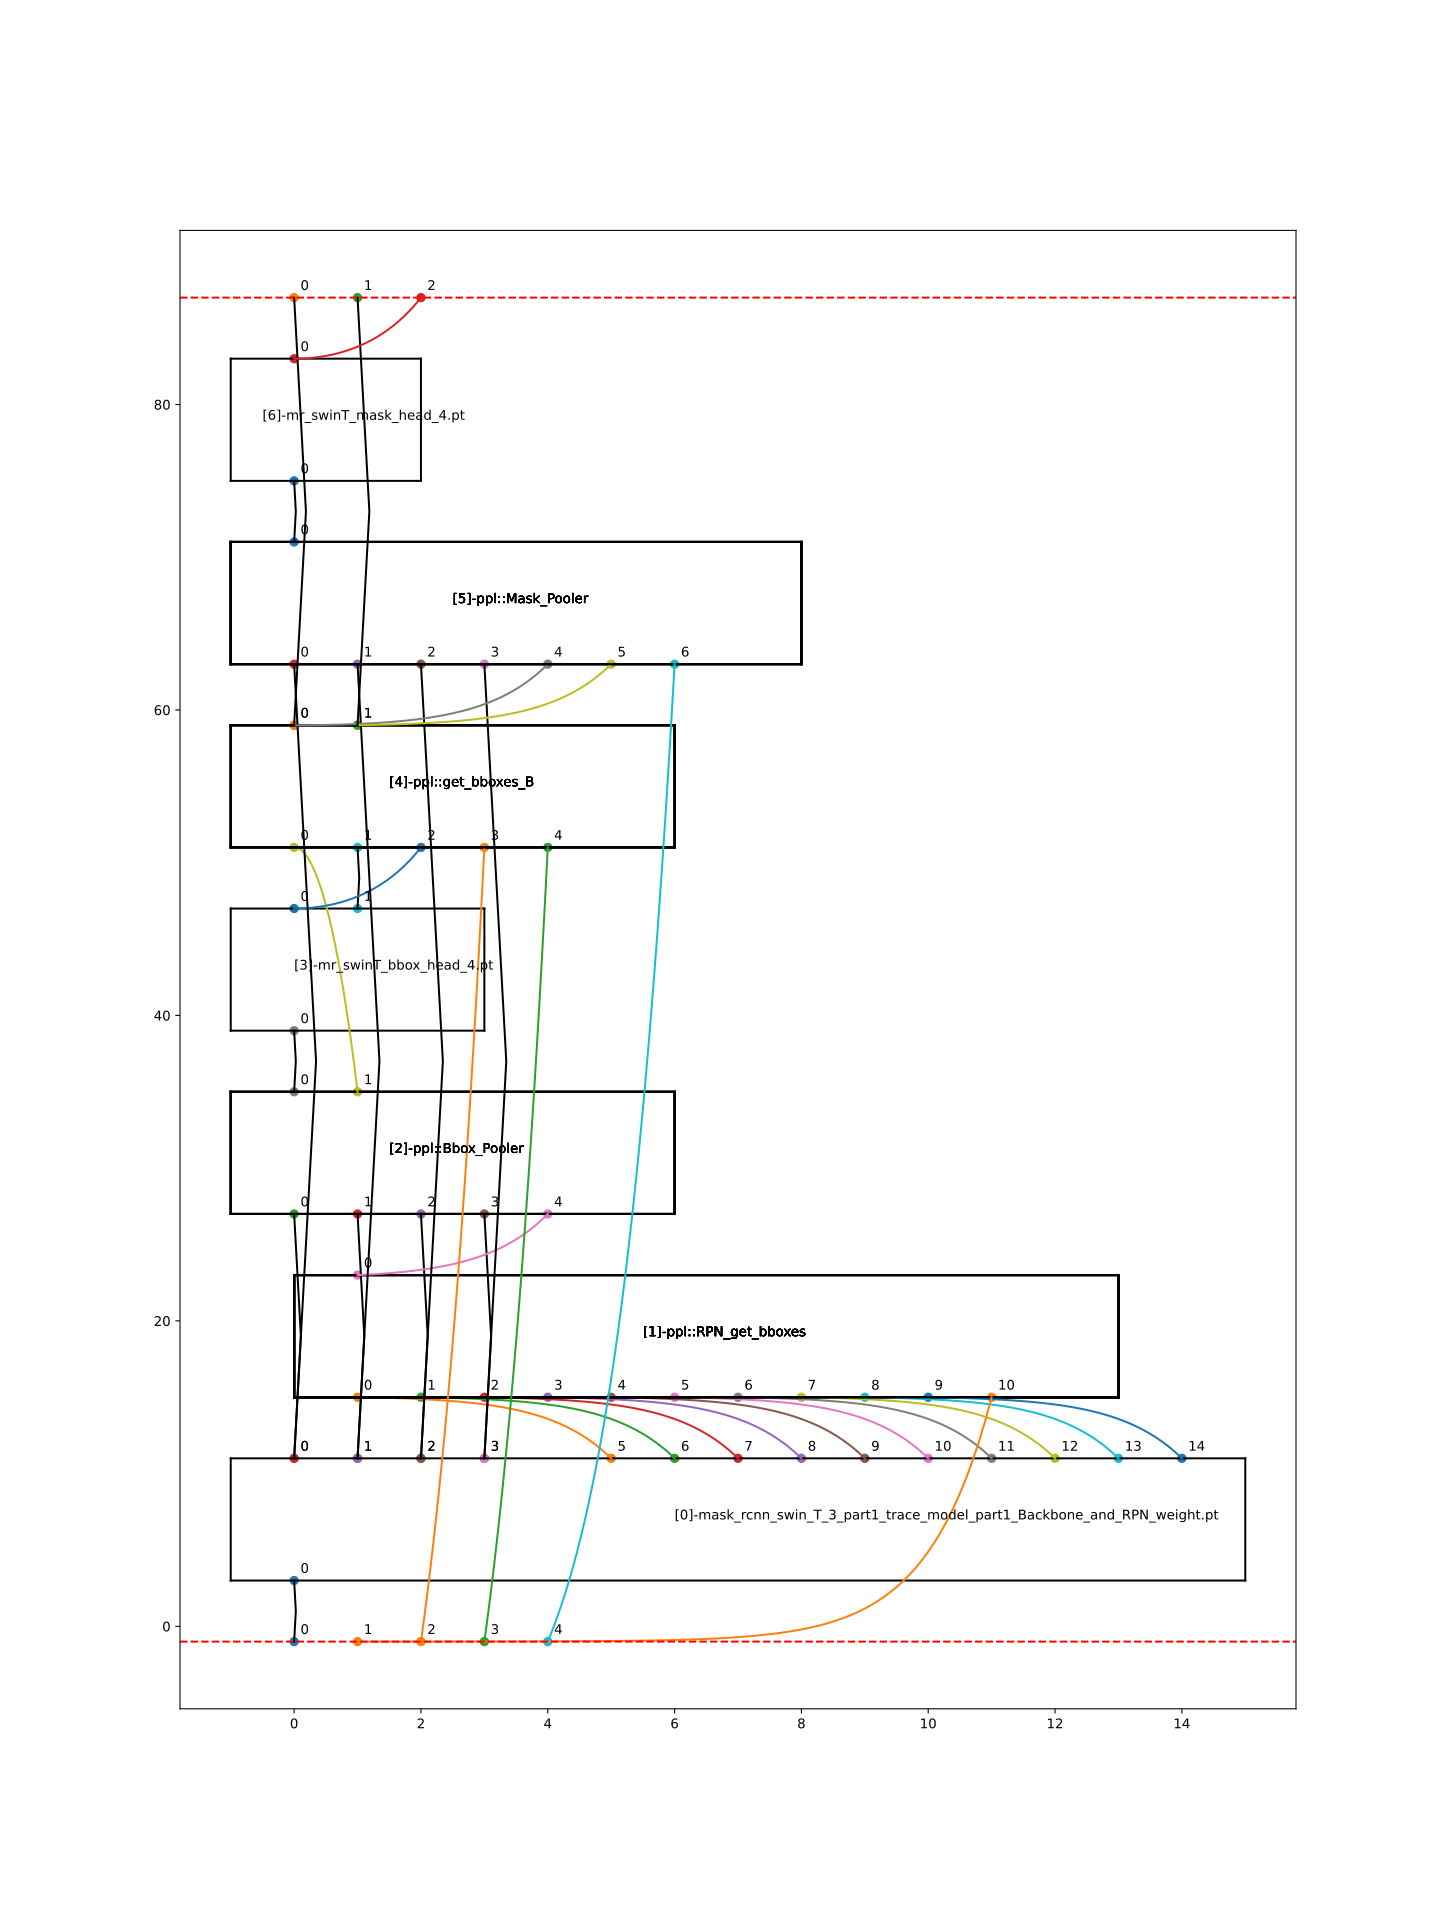 0 1 2
0
80
[6]-mr_swinT_mask_head_4.pt
0
0
[5]-ppl::Mask_Pooler
0 1 2 3 4 5 6
60
0 1
[4]-ppl::get_bboxes_B
0 1 2 3 4
0 1
[3]-mr_swinT_bbox_head_4.pt
40
0
0 1
[2]-ppl::Bbox_Pooler
0 1 2 3 4
0
20
[1]-ppl::RPN_get_bboxes
0 1 2 3 4 5 6 7 8 9 10
0 1 2 3 5 6 7 8 9 10 11 12 13 14
[0]-mask_rcnn_swin_T_3_part1_trace_model_part1_Backbone_and_RPN_weight.pt
0
0
0 1 2 3 4
0 2 4 6 8 10 12 14